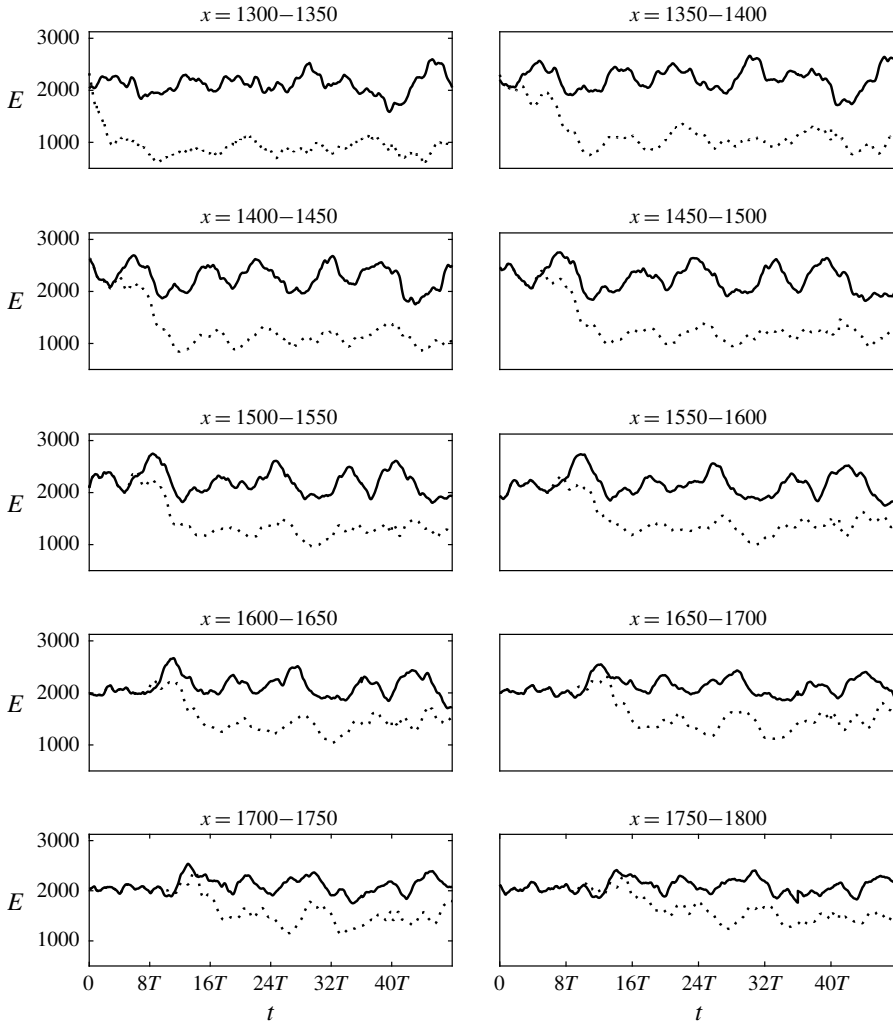 x = 1300–1350
x = 1350–1400
3000
2000
1000
E
x = 1400–1450
x = 1450–1500
3000
2000
1000
E
x = 1500–1550
x = 1550–1600
3000
2000
1000
E
x = 1600–1650
x = 1650–1700
3000
2000
1000
E
x = 1700–1750
x = 1750–1800
3000
2000
1000
E
0 8T 16T 24T 32T 40T
0 8T 16T 24T 32T 40T
t
t